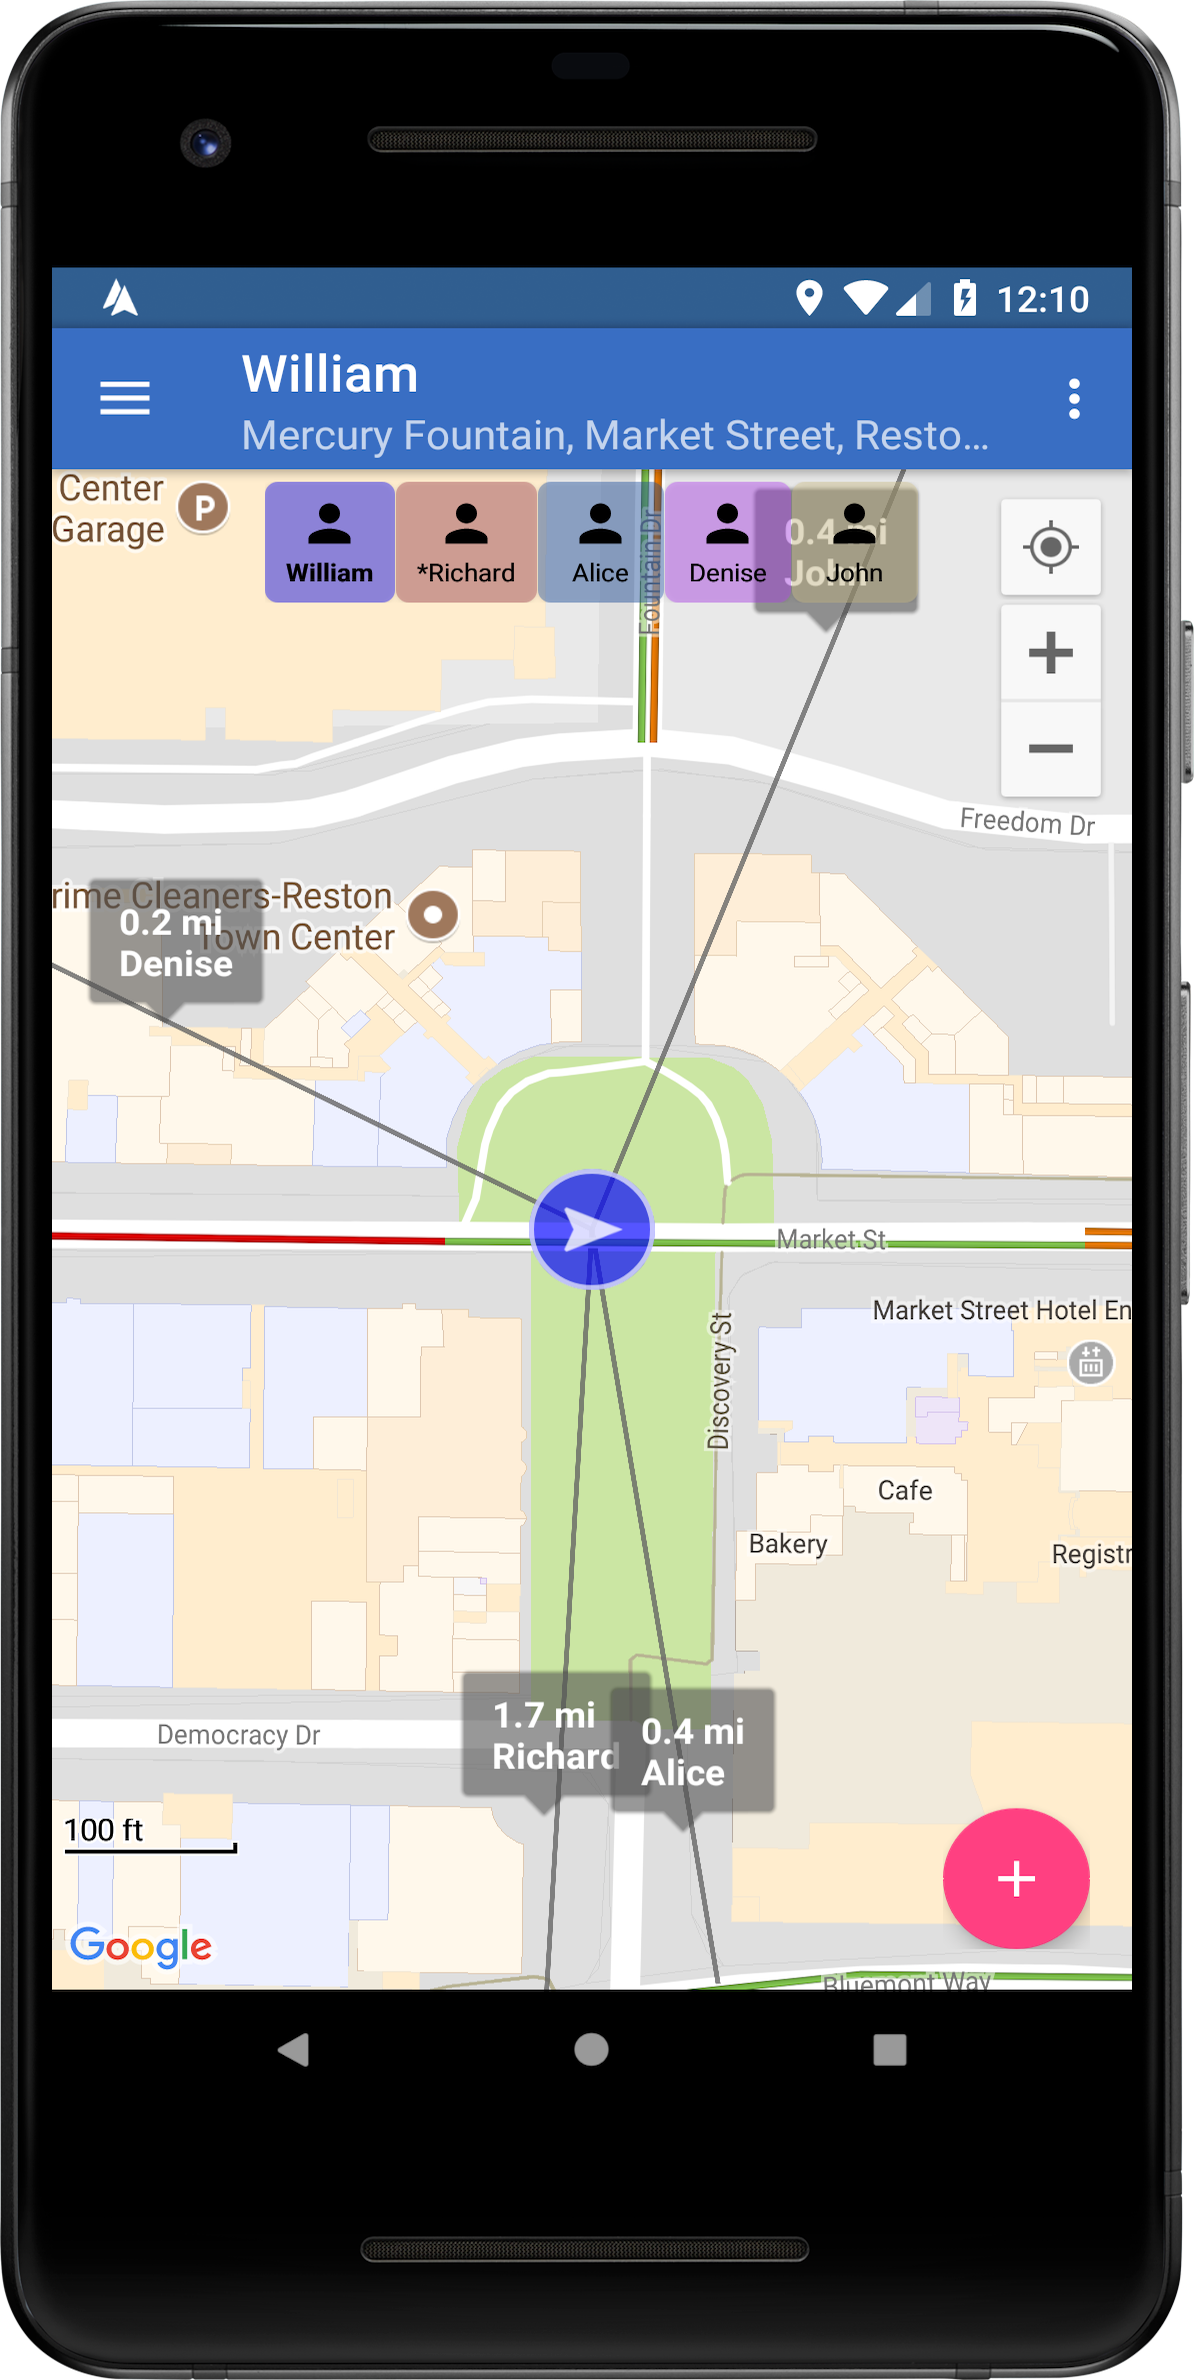 12:10
William
Mercury Fountain, Market Street, Resto…
Center
Garage
P
William
*Richard
Alice
Denise
John
0.4 mi
John
Fountain Dr
Freedom Dr
rime Cleaners-Reston
Town Center
0.2 mi
Denise
Market St
Market Street Hotel En
Discovery St
Cafe
Bakery
Registr
1.7 mi
Richard
0.4 mi
Alice
Democracy Dr
100 ft
Google
Bluemont Way